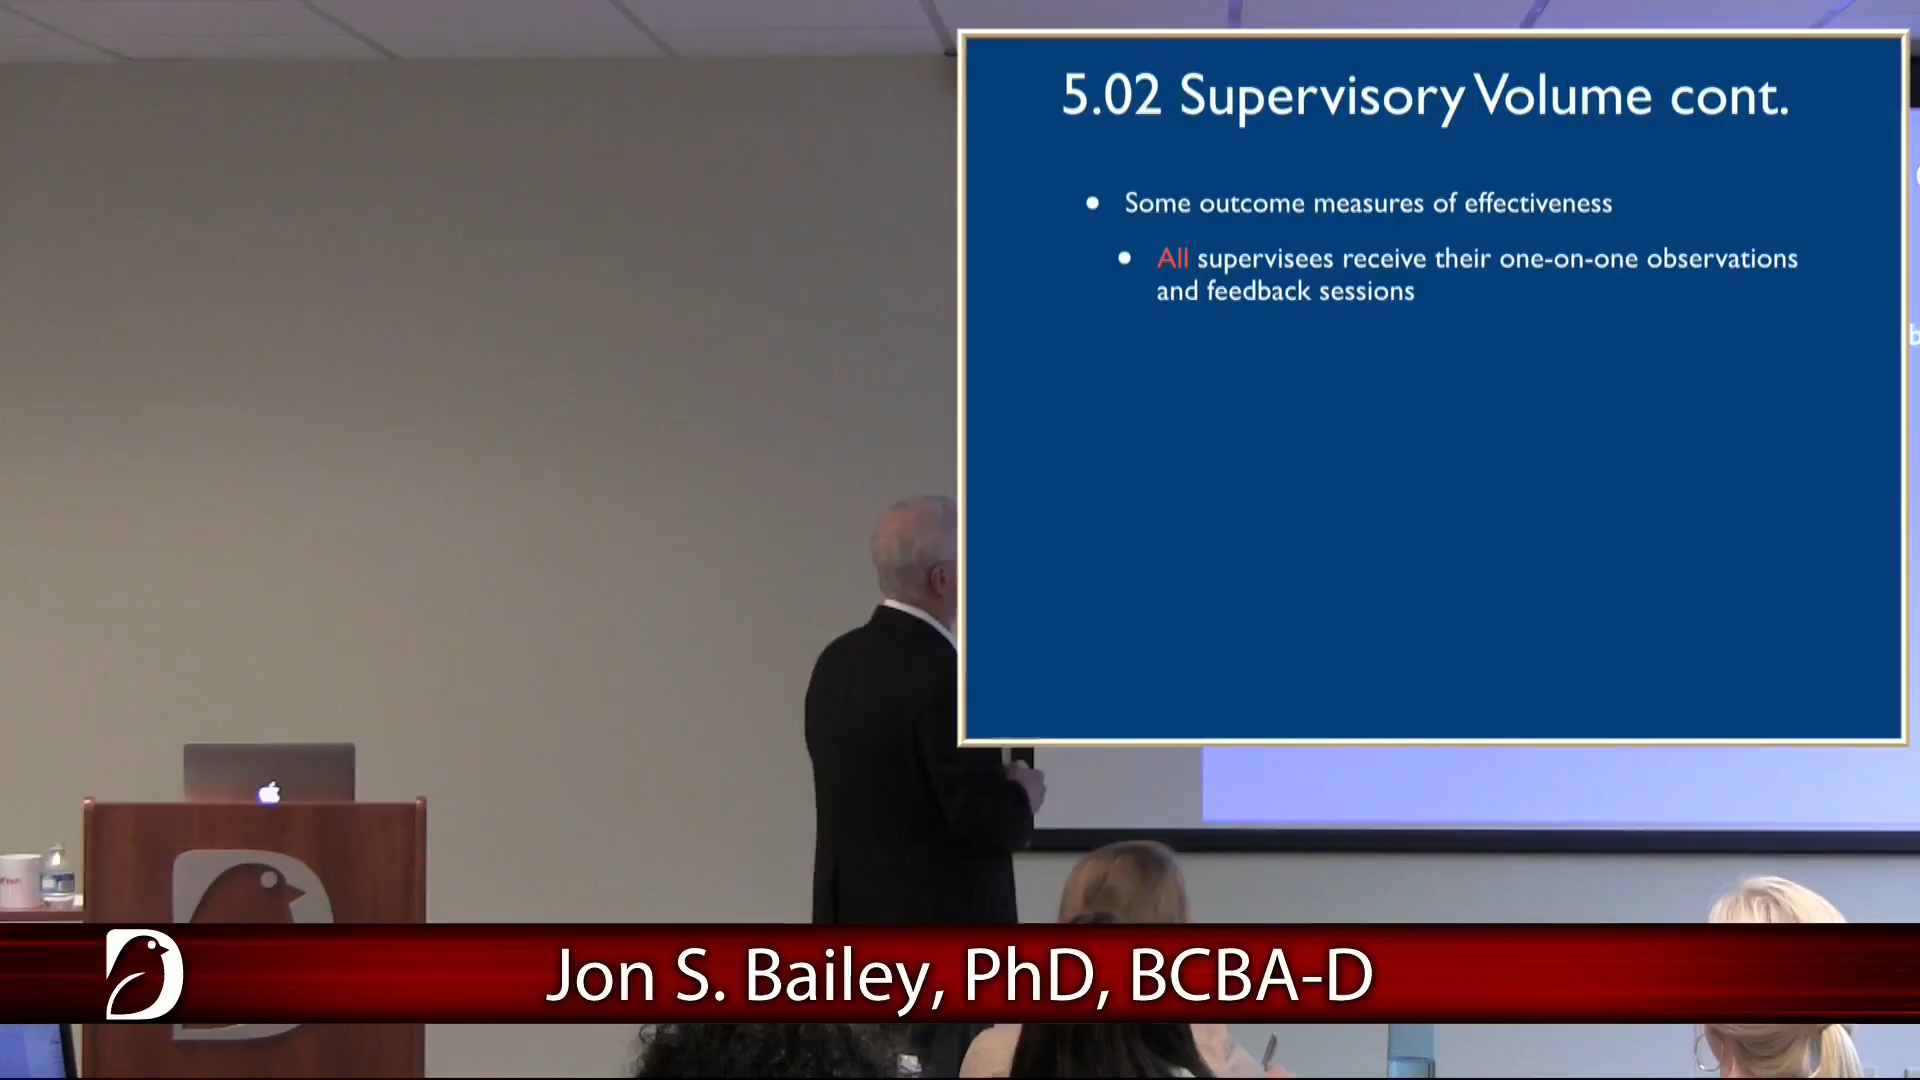 5.02 Supervisory Volume cont.
• Some outcome measures of effectiveness
• All supervisees receive their one-on-one observations
and feedback sessions
Jon S. Bailey, PhD, BCBA-D